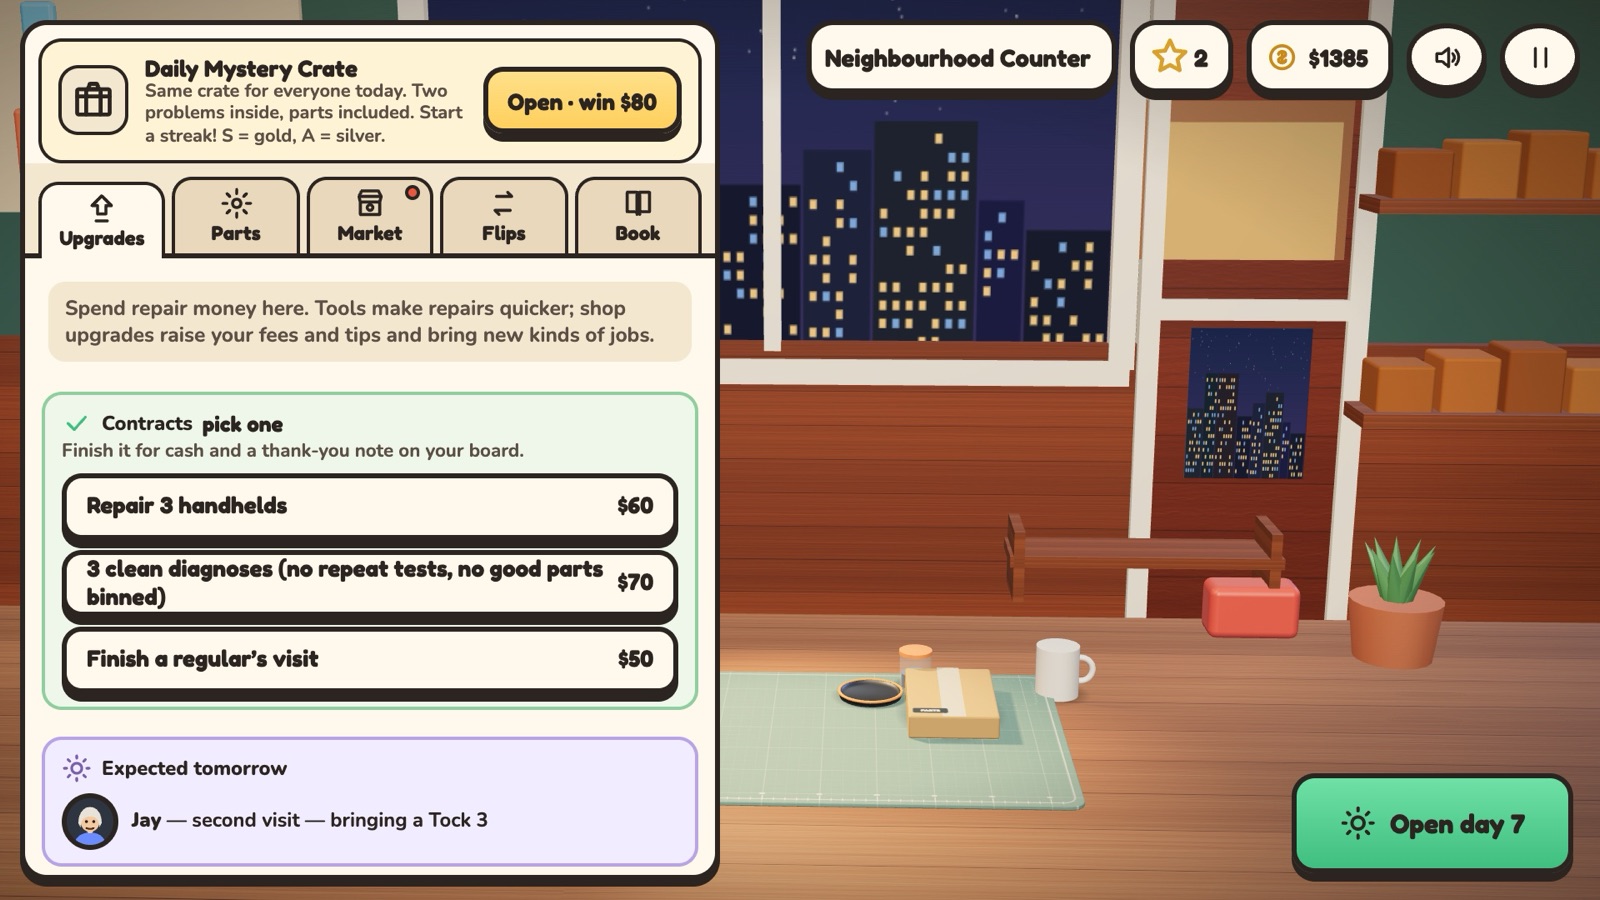 Daily Mystery Crate
Same crate for everyone today. Two
problems inside, parts included. Start
a streak! S = gold, A = silver.
Open · win $80
Neighbourhood Counter
2
$1385
Upgrades
Parts
Market
Flips
Book
Spend repair money here. Tools make repairs quicker; shop
upgrades raise your fees and tips and bring new kinds of jobs.
Contracts pick one
Finish it for cash and a thank-you note on your board.
Repair 3 handhelds $60
3 clean diagnoses (no repeat tests, no good parts
binned) $70
Finish a regular's visit $50
Expected tomorrow
Jay — second visit — bringing a Tock 3
Open day 7